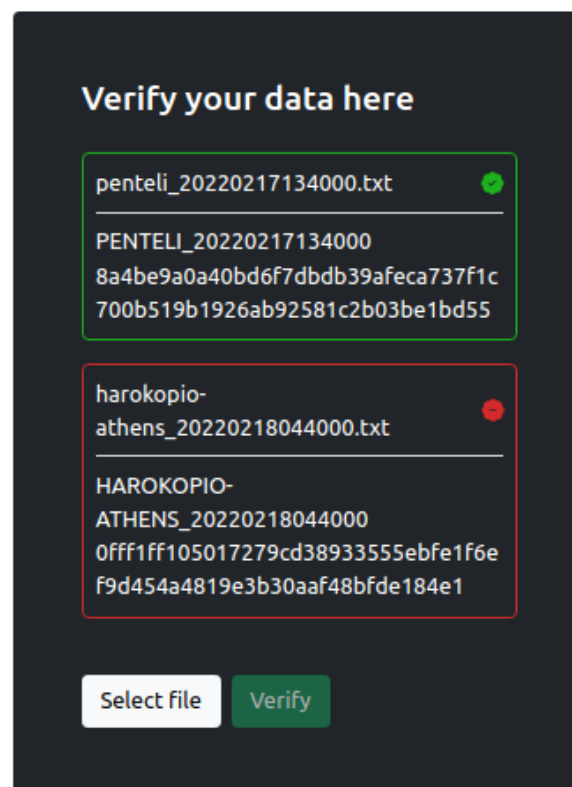 Verify your data here
penteli_20220217134000.txt
PENTELI_20220217134000
8a4be9a0a40bd6f7dbdb39afeca737f1c
700b519b1926ab92581c2b03be1bd55
harokopio-
athens_20220218044000.txt
HAROKOPIO-
ATHENS_20220218044000
0fff1ff105017279cd38933555ebfe1f6e
f9d454a4819e3b30aaf48bfde184e1
Select file
Verify